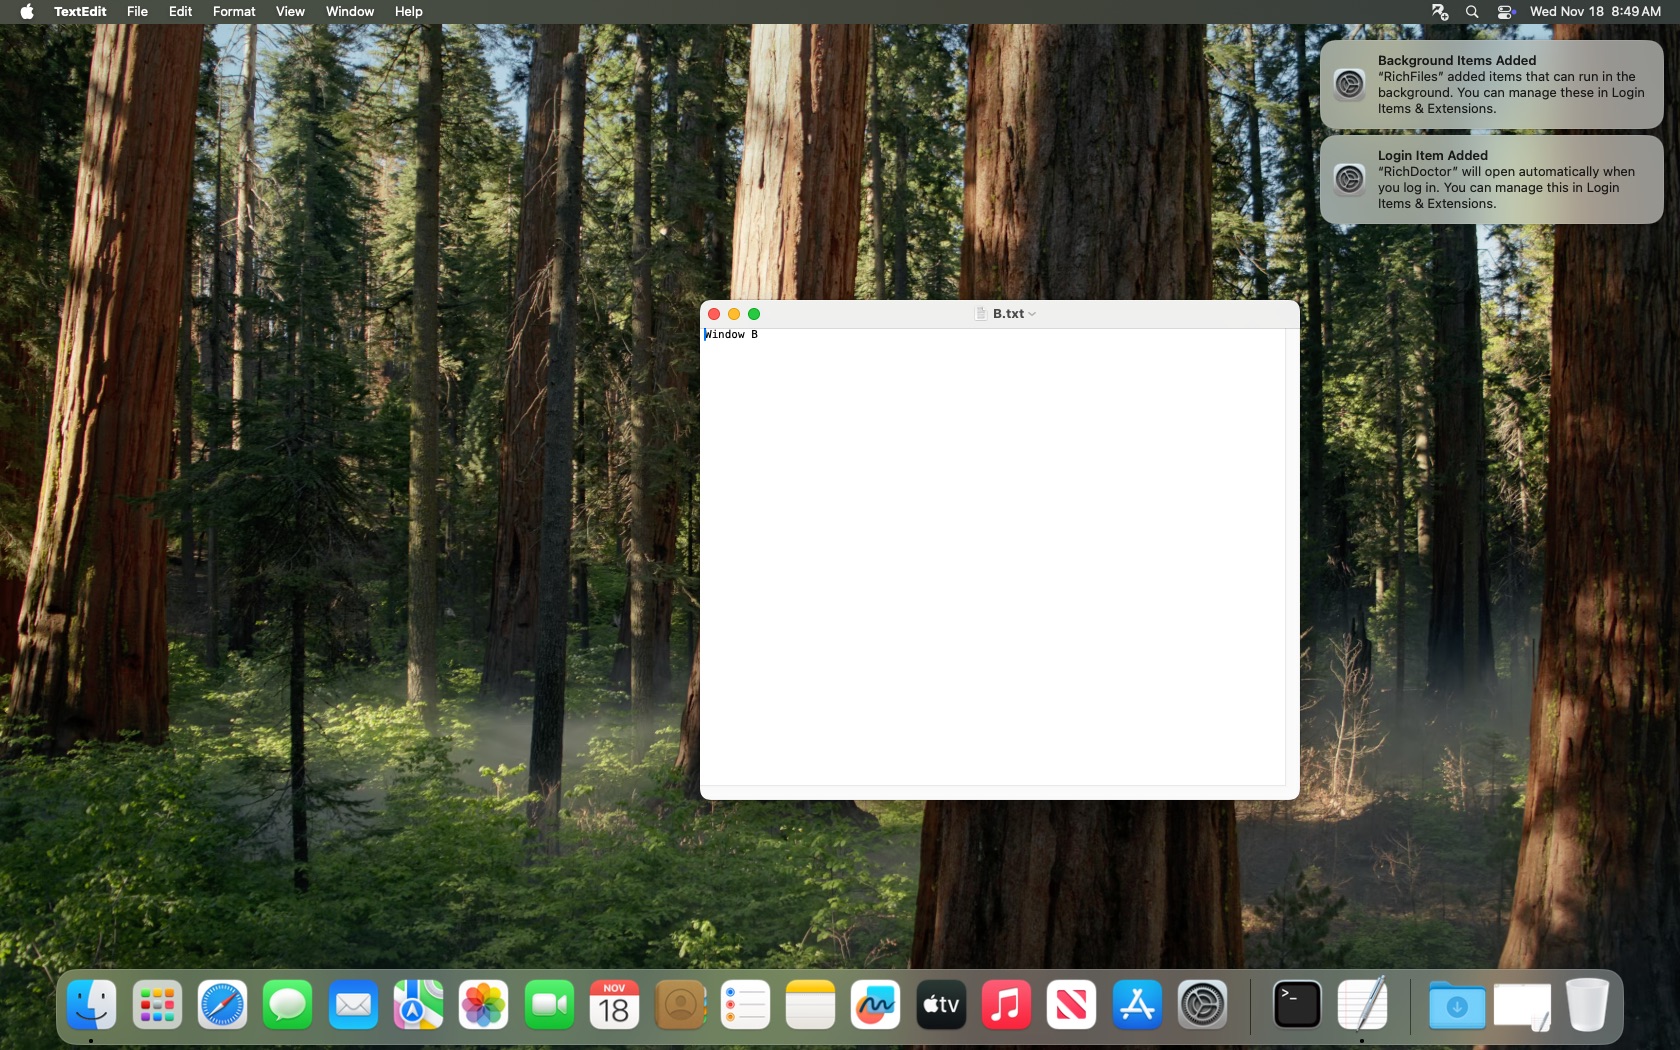 TextEdit File Edit Format View Window Help Wed Nov 18 8:49 AM
Background Items Added
“RichFiles” added items that can run in the
background. You can manage these in Login
Items & Extensions.
Login Item Added
“RichDoctor” will open automatically when
you log in. You can manage this in Login
Items & Extensions.
B.txt
Window B
NOV
18
tv
>_